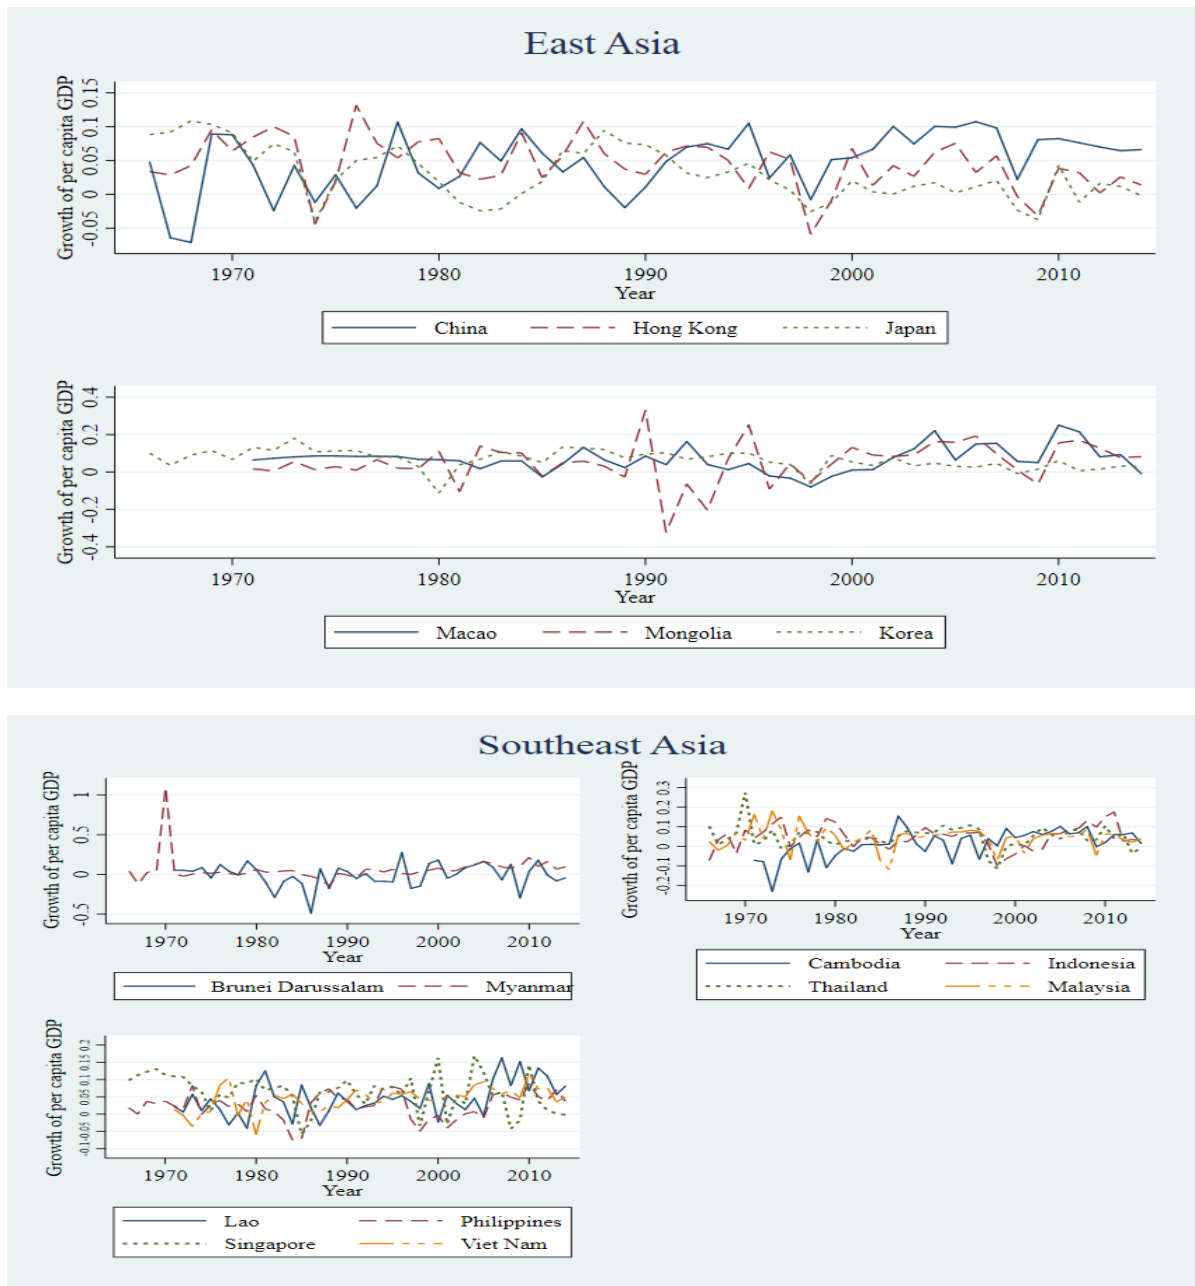 East Asia
Growth of per capita GDP
0.15
0.1
0.05
0
-0.05
1970 1980 1990 2000 2010
Year
China Hong Kong Japan
Growth of per capita GDP
0.4
0.2
0
-0.2
-0.4
1970 1980 1990 2000 2010
Year
Macao Mongolia Korea
Southeast Asia
Growth of per capita GDP
1
0.5
0
-0.5
1970 1980 1990 2000 2010
Year
Brunei Darussalam Myanmar
Growth of per capita GDP
0.3
0.2
0.1
0
-0.1
-0.2
1970 1980 1990 2000 2010
Year
Cambodia Indonesia
Thailand Malaysia
Growth of per capita GDP
0.2
0.15
0.1
0.05
0
-0.05
-0.1
1970 1980 1990 2000 2010
Year
Lao Philippines
Singapore Viet Nam